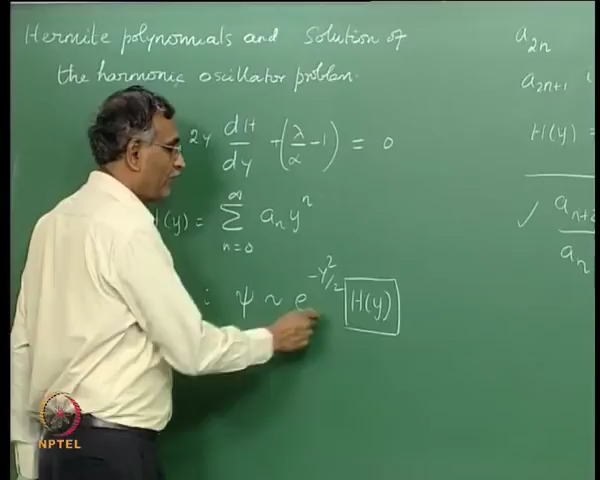 Hermite polynomials and Solution of
the harmonic oscillator problem.
2y dH/dy + (λ/α - 1) = 0
H(y) = ∑_{n=0}^{∞} a_n y^n
: ψ ~ e^{-y²/2} H(y)
a_{2n}
a_{2n+1}
H(y) =
✓ a_{n+2}/a_n
NPTEL